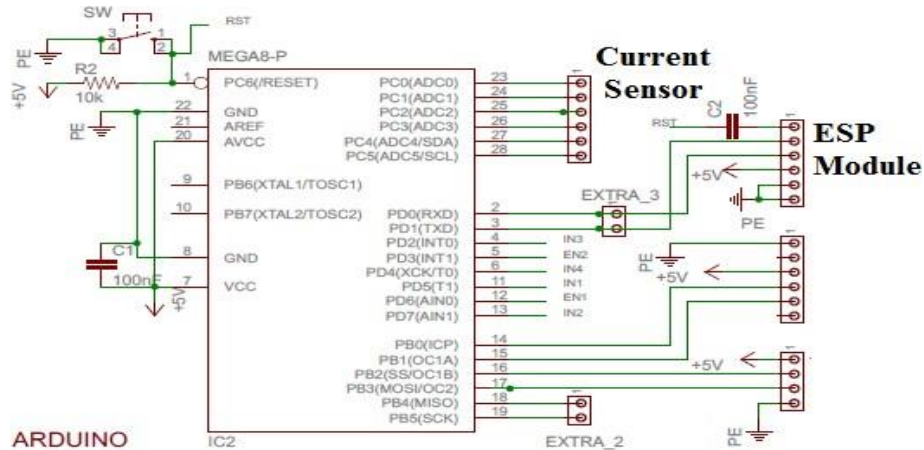 SW
RST
3
1
4
2
PE
MEGA8-P
R2
10k
+5V
1
PC6(/RESET)
22
GND
21
AREF
20
AVCC
PE
9
PB6(XTAL1/TOSC1)
10
PB7(XTAL2/TOSC2)
C1
100nF
8
GND
7
VCC
+5V
PC0(ADC0)
23
PC1(ADC1)
24
PC2(ADC2)
25
PC3(ADC3)
26
PC4(ADC4/SDA)
27
PC5(ADC5/SCL)
28
1
Current
Sensor
PD0(RXD)
2
PD1(TXD)
3
PD2(INT0)
4
IN3
PD3(INT1)
5
EN2
PD4(XCK/T0)
6
IN4
PD5(T1)
11
IN1
PD6(AIN0)
12
EN1
PD7(AIN1)
13
IN2
EXTRA_3
1
PB0(ICP)
14
PB1(OC1A)
15
PB2(SS/OC1B)
16
PB3(MOSI/OC2)
17
PB4(MISO)
18
PB5(SCK)
19
1
EXTRA_2
RST
C2
100nF
1
ESP
Module
+5V
PE
1
PE
+5V
1
+5V
PE
ARDUINO
IC2